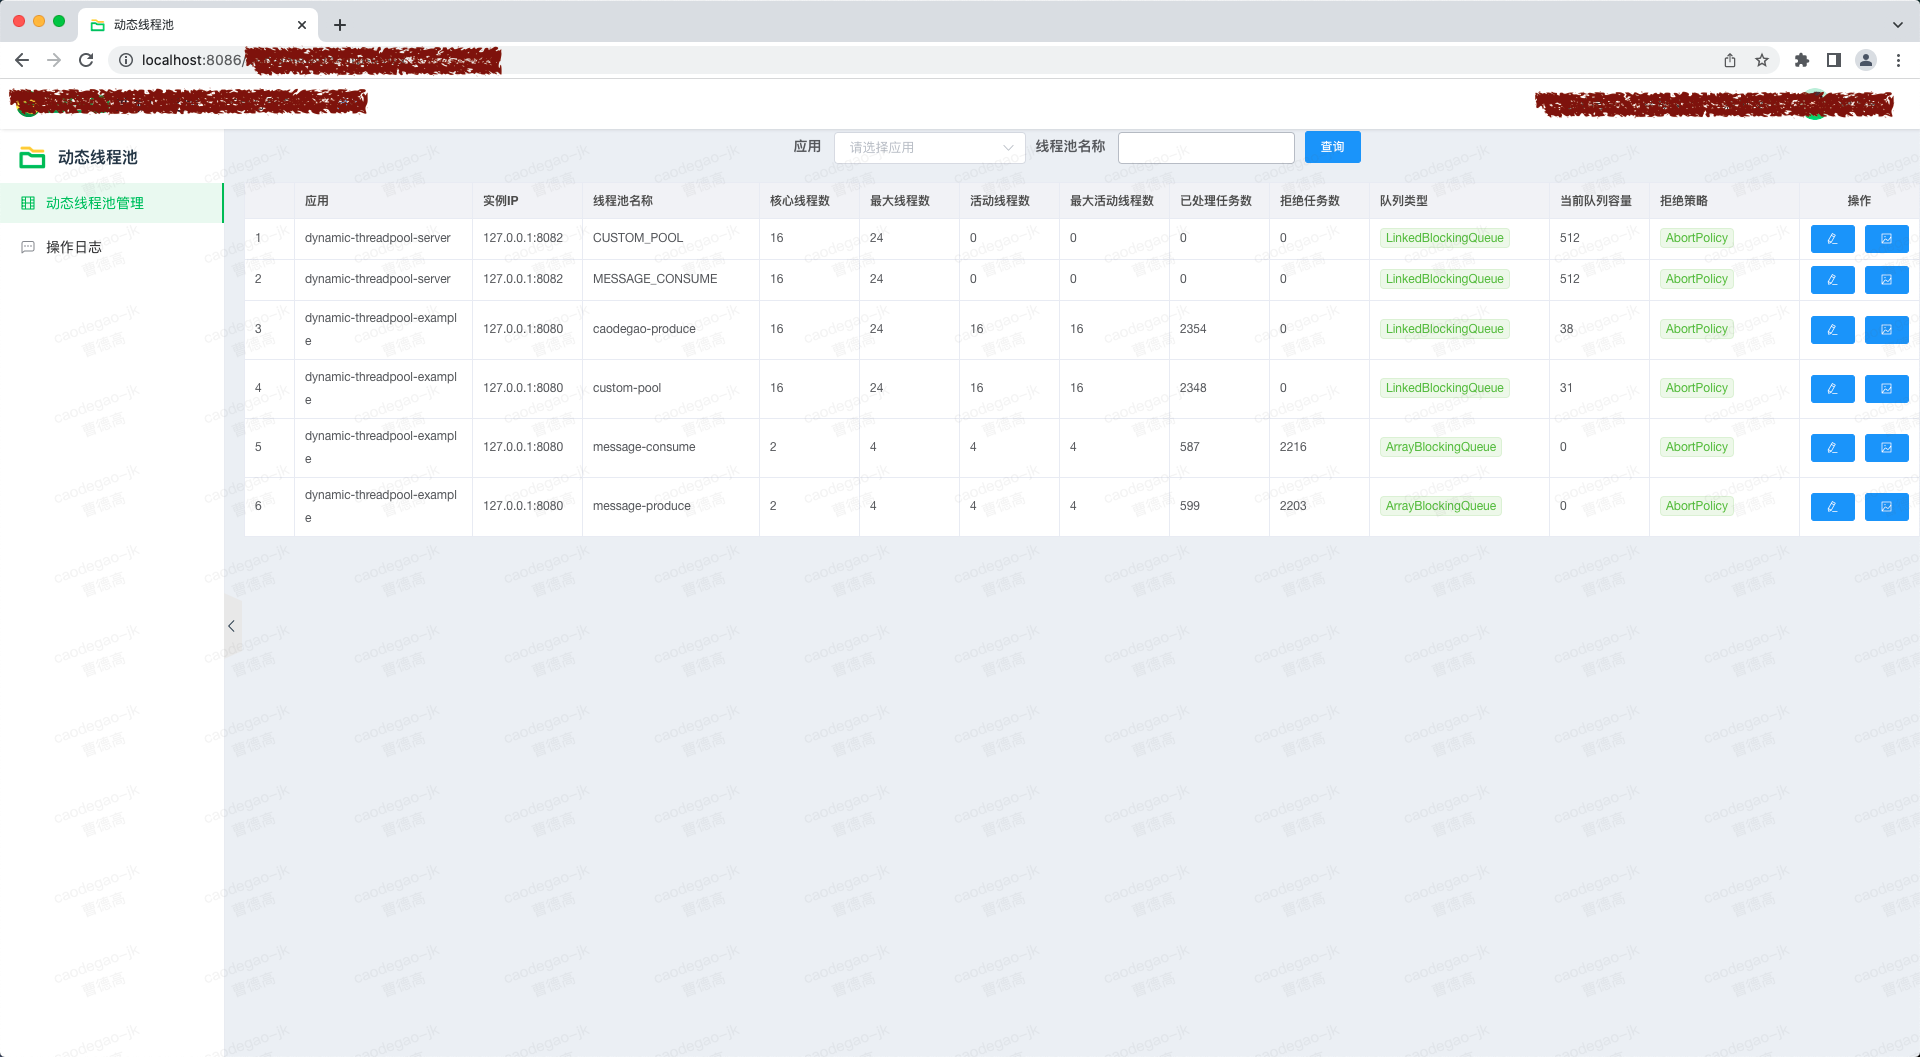 动态线程池
localhost:8086/
动态线程池
动态线程池管理
操作日志
应用 请选择应用 线程池名称 查询
应用 实例IP 线程池名称 核心线程数 最大线程数 活动线程数 最大活动线程数 已处理任务数 拒绝任务数 队列类型 当前队列容量 拒绝策略 操作
1 dynamic-threadpool-server 127.0.0.1:8082 CUSTOM_POOL 16 24 0 0 0 0 LinkedBlockingQueue 512 AbortPolicy
2 dynamic-threadpool-server 127.0.0.1:8082 MESSAGE_CONSUME 16 24 0 0 0 0 LinkedBlockingQueue 512 AbortPolicy
3 dynamic-threadpool-exampl
e 127.0.0.1:8080 caodegao-produce 16 24 16 16 2354 0 LinkedBlockingQueue 38 AbortPolicy
4 dynamic-threadpool-exampl
e 127.0.0.1:8080 custom-pool 16 24 16 16 2348 0 LinkedBlockingQueue 31 AbortPolicy
5 dynamic-threadpool-exampl
e 127.0.0.1:8080 message-consume 2 4 4 4 587 2216 ArrayBlockingQueue 0 AbortPolicy
6 dynamic-threadpool-exampl
e 127.0.0.1:8080 message-produce 2 4 4 4 599 2203 ArrayBlockingQueue 0 AbortPolicy
caodegao-jk
曹德高